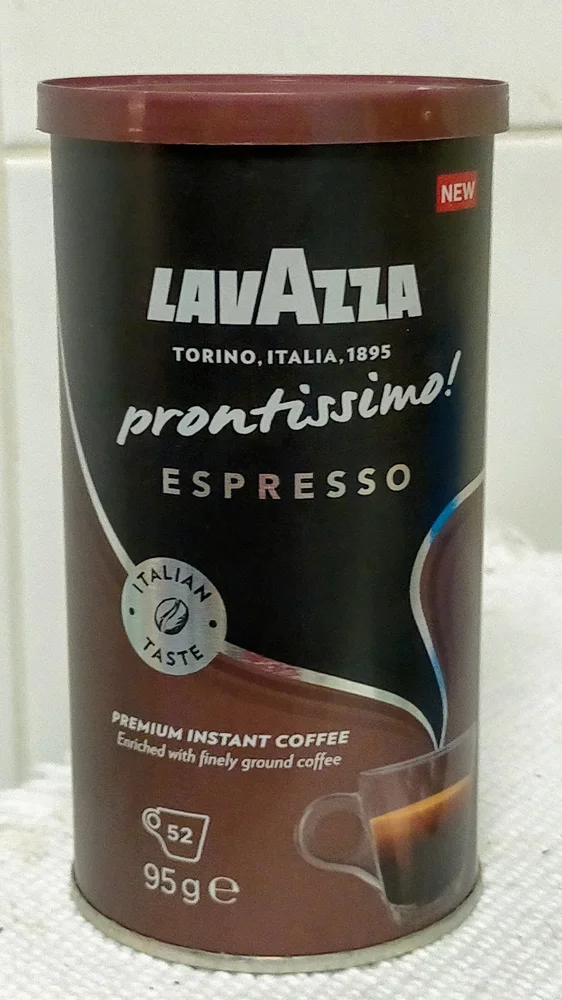 NEW
LAVAZZA
TORINO, ITALIA, 1895
prontissimo!
ESPRESSO
ITALIAN
TASTE
PREMIUM INSTANT COFFEE
Enriched with finely ground coffee
52
95g℮